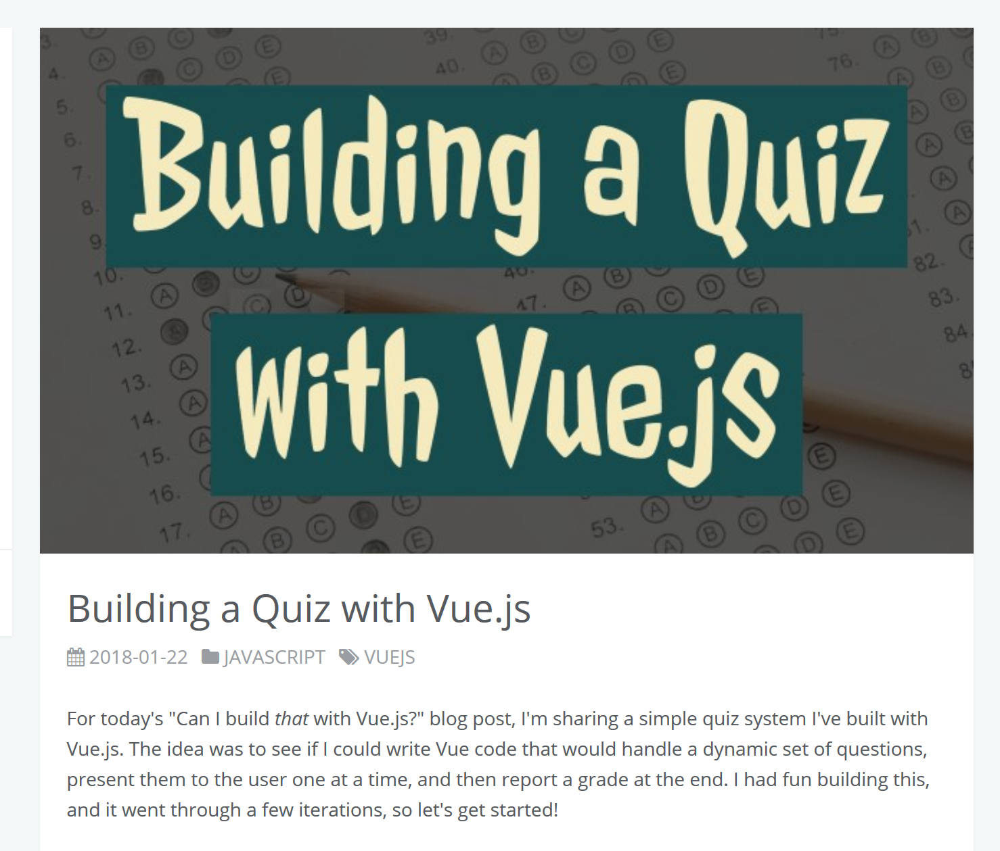 Building a Quiz
with Vue.js
Building a Quiz with Vue.js
2018-01-22 JAVASCRIPT VUEJS
For today's "Can I build that with Vue.js?" blog post, I'm sharing a simple quiz system I've built with
Vue.js. The idea was to see if I could write Vue code that would handle a dynamic set of questions,
present them to the user one at a time, and then report a grade at the end. I had fun building this,
and it went through a few iterations, so let's get started!